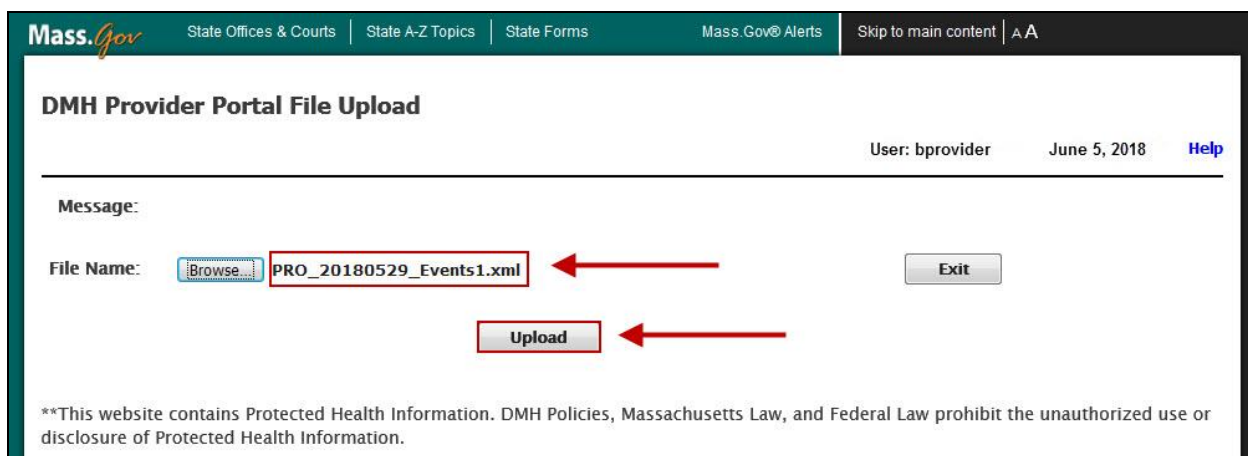 Mass.Gov State Offices & Courts State A-Z Topics State Forms Mass.Gov® Alerts Skip to main content A A
DMH Provider Portal File Upload
User: bprovider June 5, 2018 Help
Message:
File Name: Browse... PRO_20180529_Events1.xml Exit
Upload
**This website contains Protected Health Information. DMH Policies, Massachusetts Law, and Federal Law prohibit the unauthorized use or
disclosure of Protected Health Information.